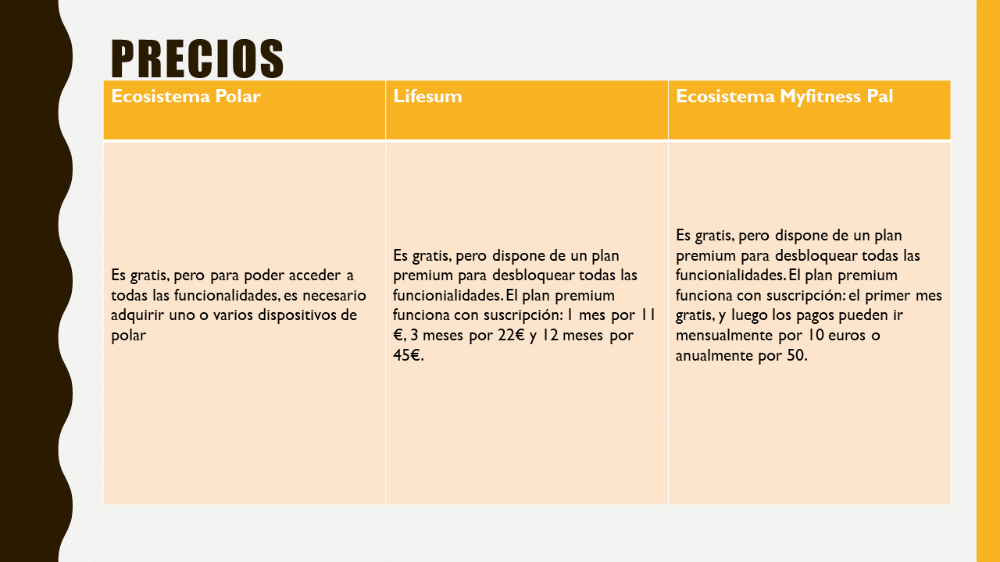 PRECIOS
Ecosistema Polar
Lifesum
Ecosistema Myfitness Pal
Es gratis, pero para poder acceder a
todas las funcionalidades, es necesario
adquirir uno o varios dispositivos de
polar
Es gratis, pero dispone de un plan
premium para desbloquear todas las
funcionialidades. El plan premium
funciona con suscripción: 1 mes por 11
€, 3 meses por 22€ y 12 meses por
45€.
Es gratis, pero dispone de un plan
premium para desbloquear todas las
funcionialidades. El plan premium
funciona con suscripción: el primer mes
gratis, y luego los pagos pueden ir
mensualmente por 10 euros o
anualmente por 50.